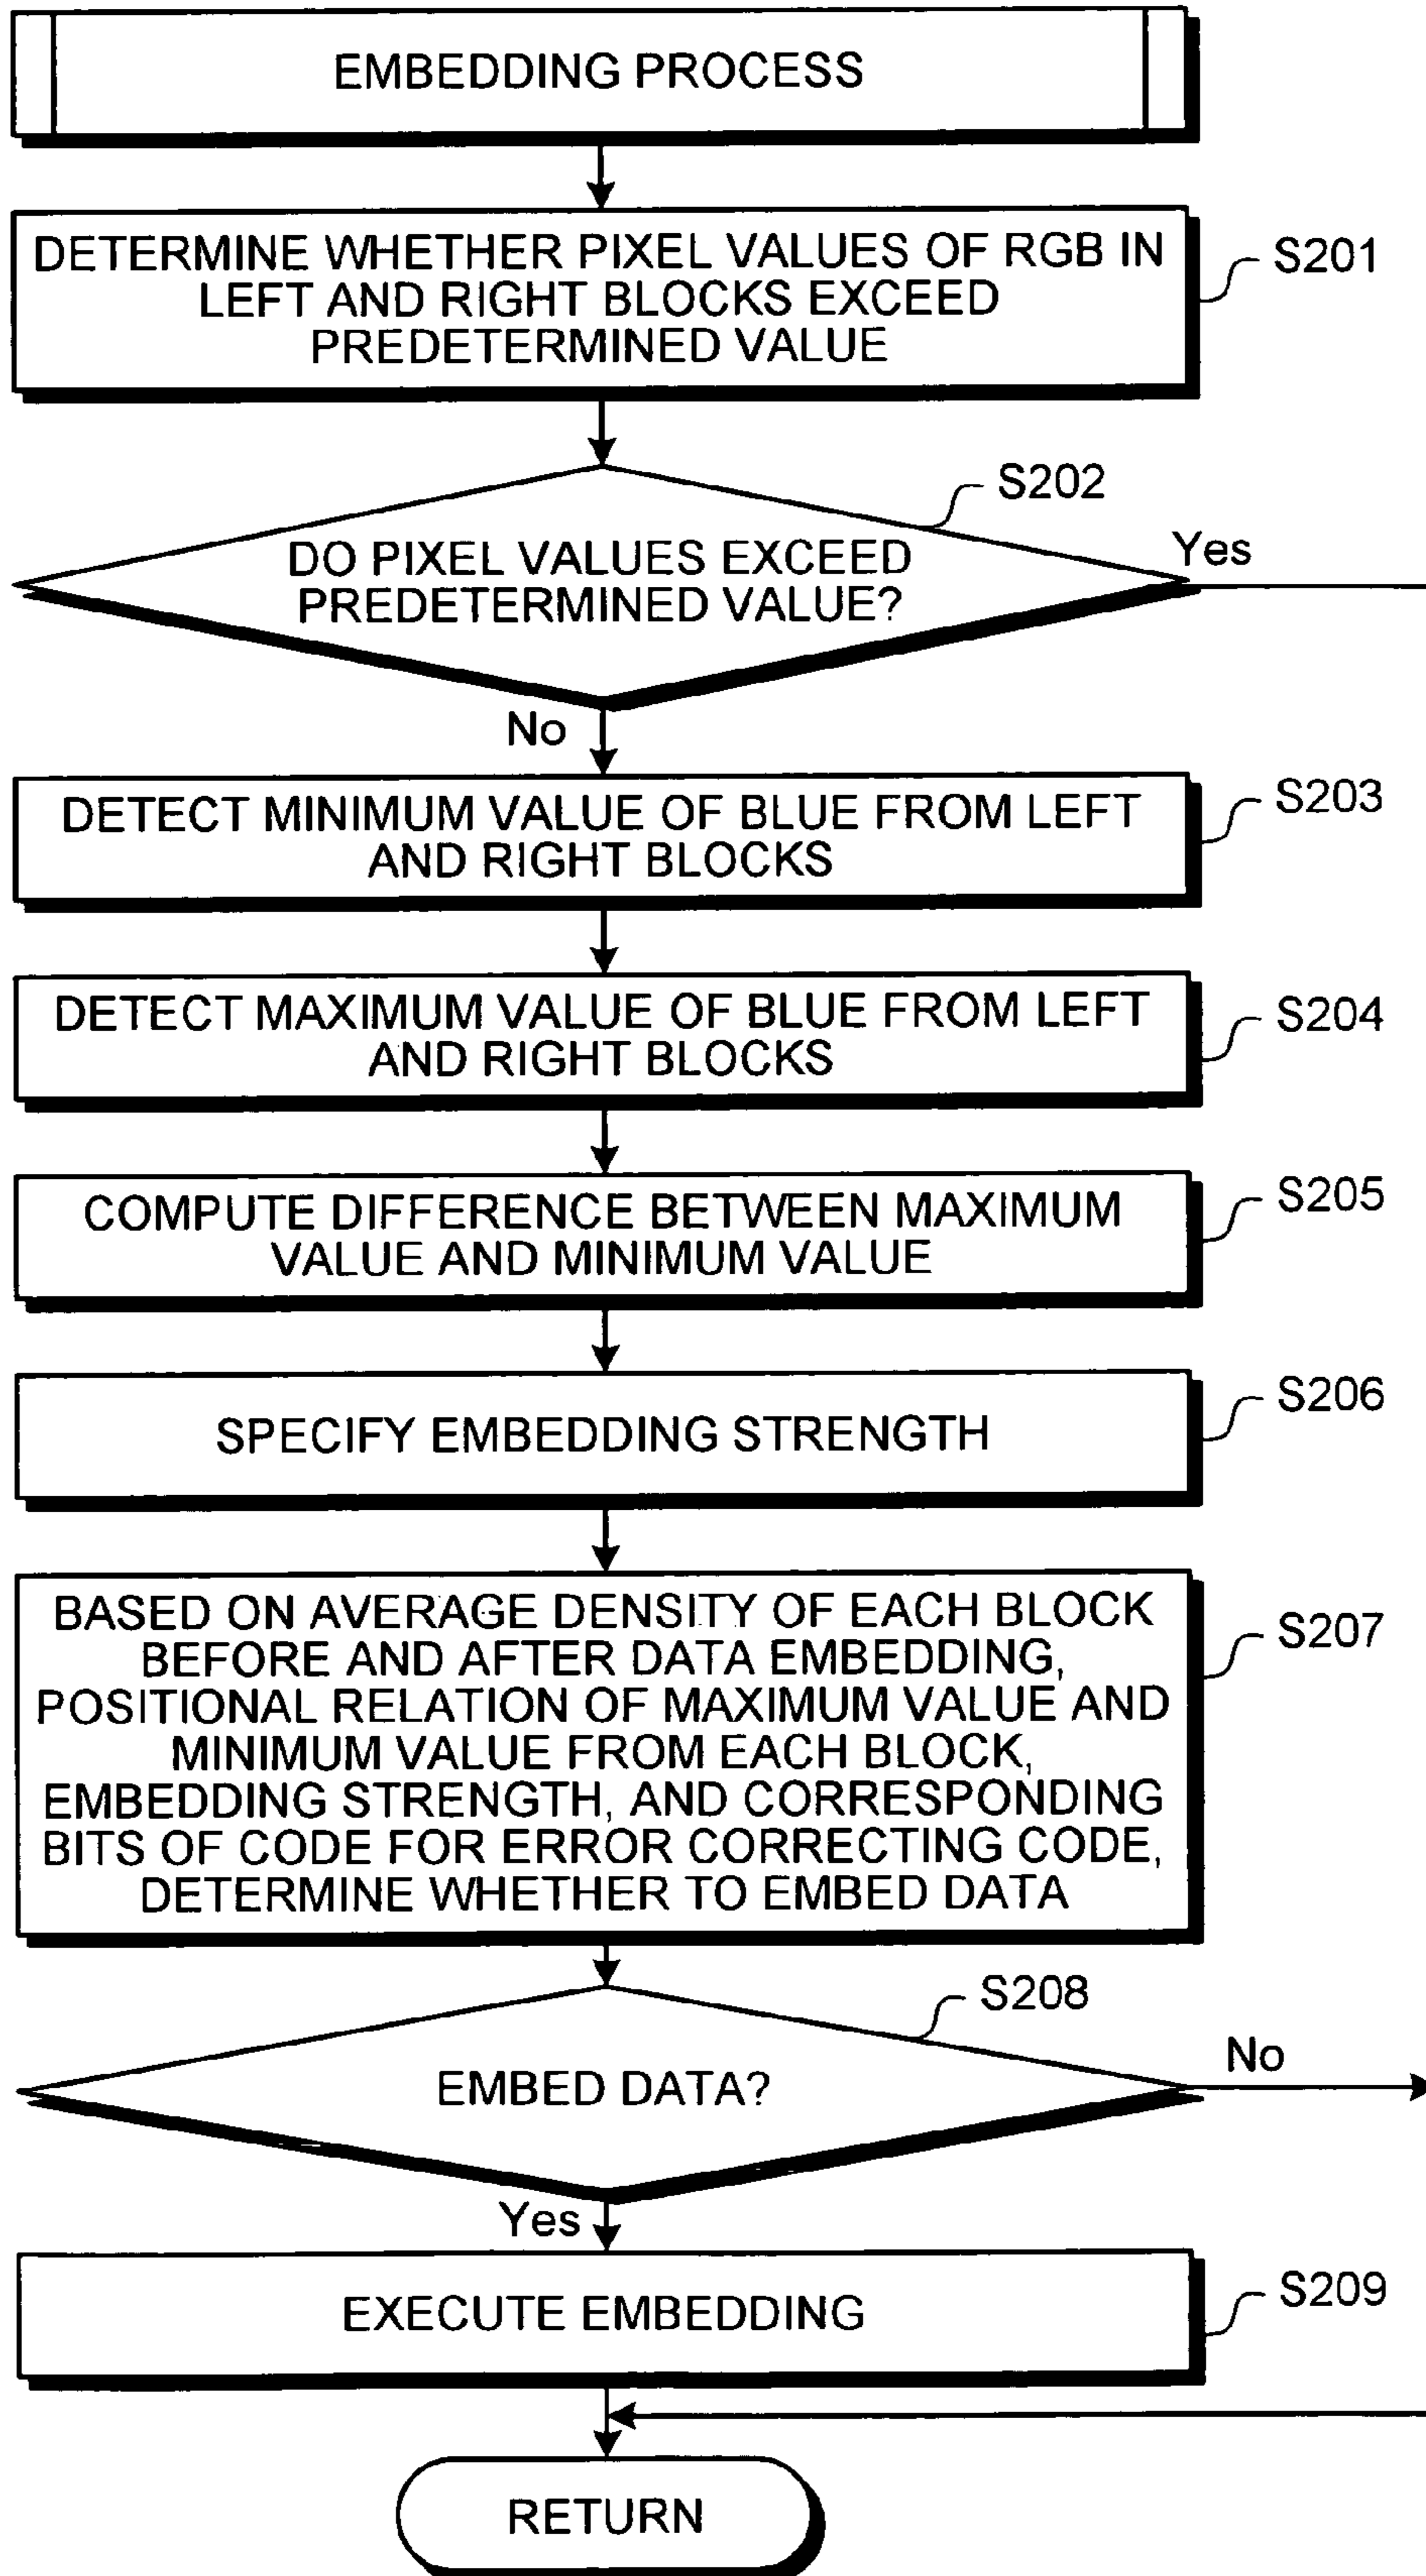 EMBEDDING PROCESS
DETERMINE WHETHER PIXEL VALUES OF RGB IN
LEFT AND RIGHT BLOCKS EXCEED
PREDETERMINED VALUE
S201
S202
DO PIXEL VALUES EXCEED
PREDETERMINED VALUE?
Yes
No
DETECT MINIMUM VALUE OF BLUE FROM LEFT
AND RIGHT BLOCKS
S203
DETECT MAXIMUM VALUE OF BLUE FROM LEFT
AND RIGHT BLOCKS
S204
COMPUTE DIFFERENCE BETWEEN MAXIMUM
VALUE AND MINIMUM VALUE
S205
SPECIFY EMBEDDING STRENGTH
S206
BASED ON AVERAGE DENSITY OF EACH BLOCK
BEFORE AND AFTER DATA EMBEDDING,
POSITIONAL RELATION OF MAXIMUM VALUE AND
MINIMUM VALUE FROM EACH BLOCK,
EMBEDDING STRENGTH, AND CORRESPONDING
BITS OF CODE FOR ERROR CORRECTING CODE,
DETERMINE WHETHER TO EMBED DATA
S207
S208
EMBED DATA?
No
Yes
EXECUTE EMBEDDING
S209
RETURN